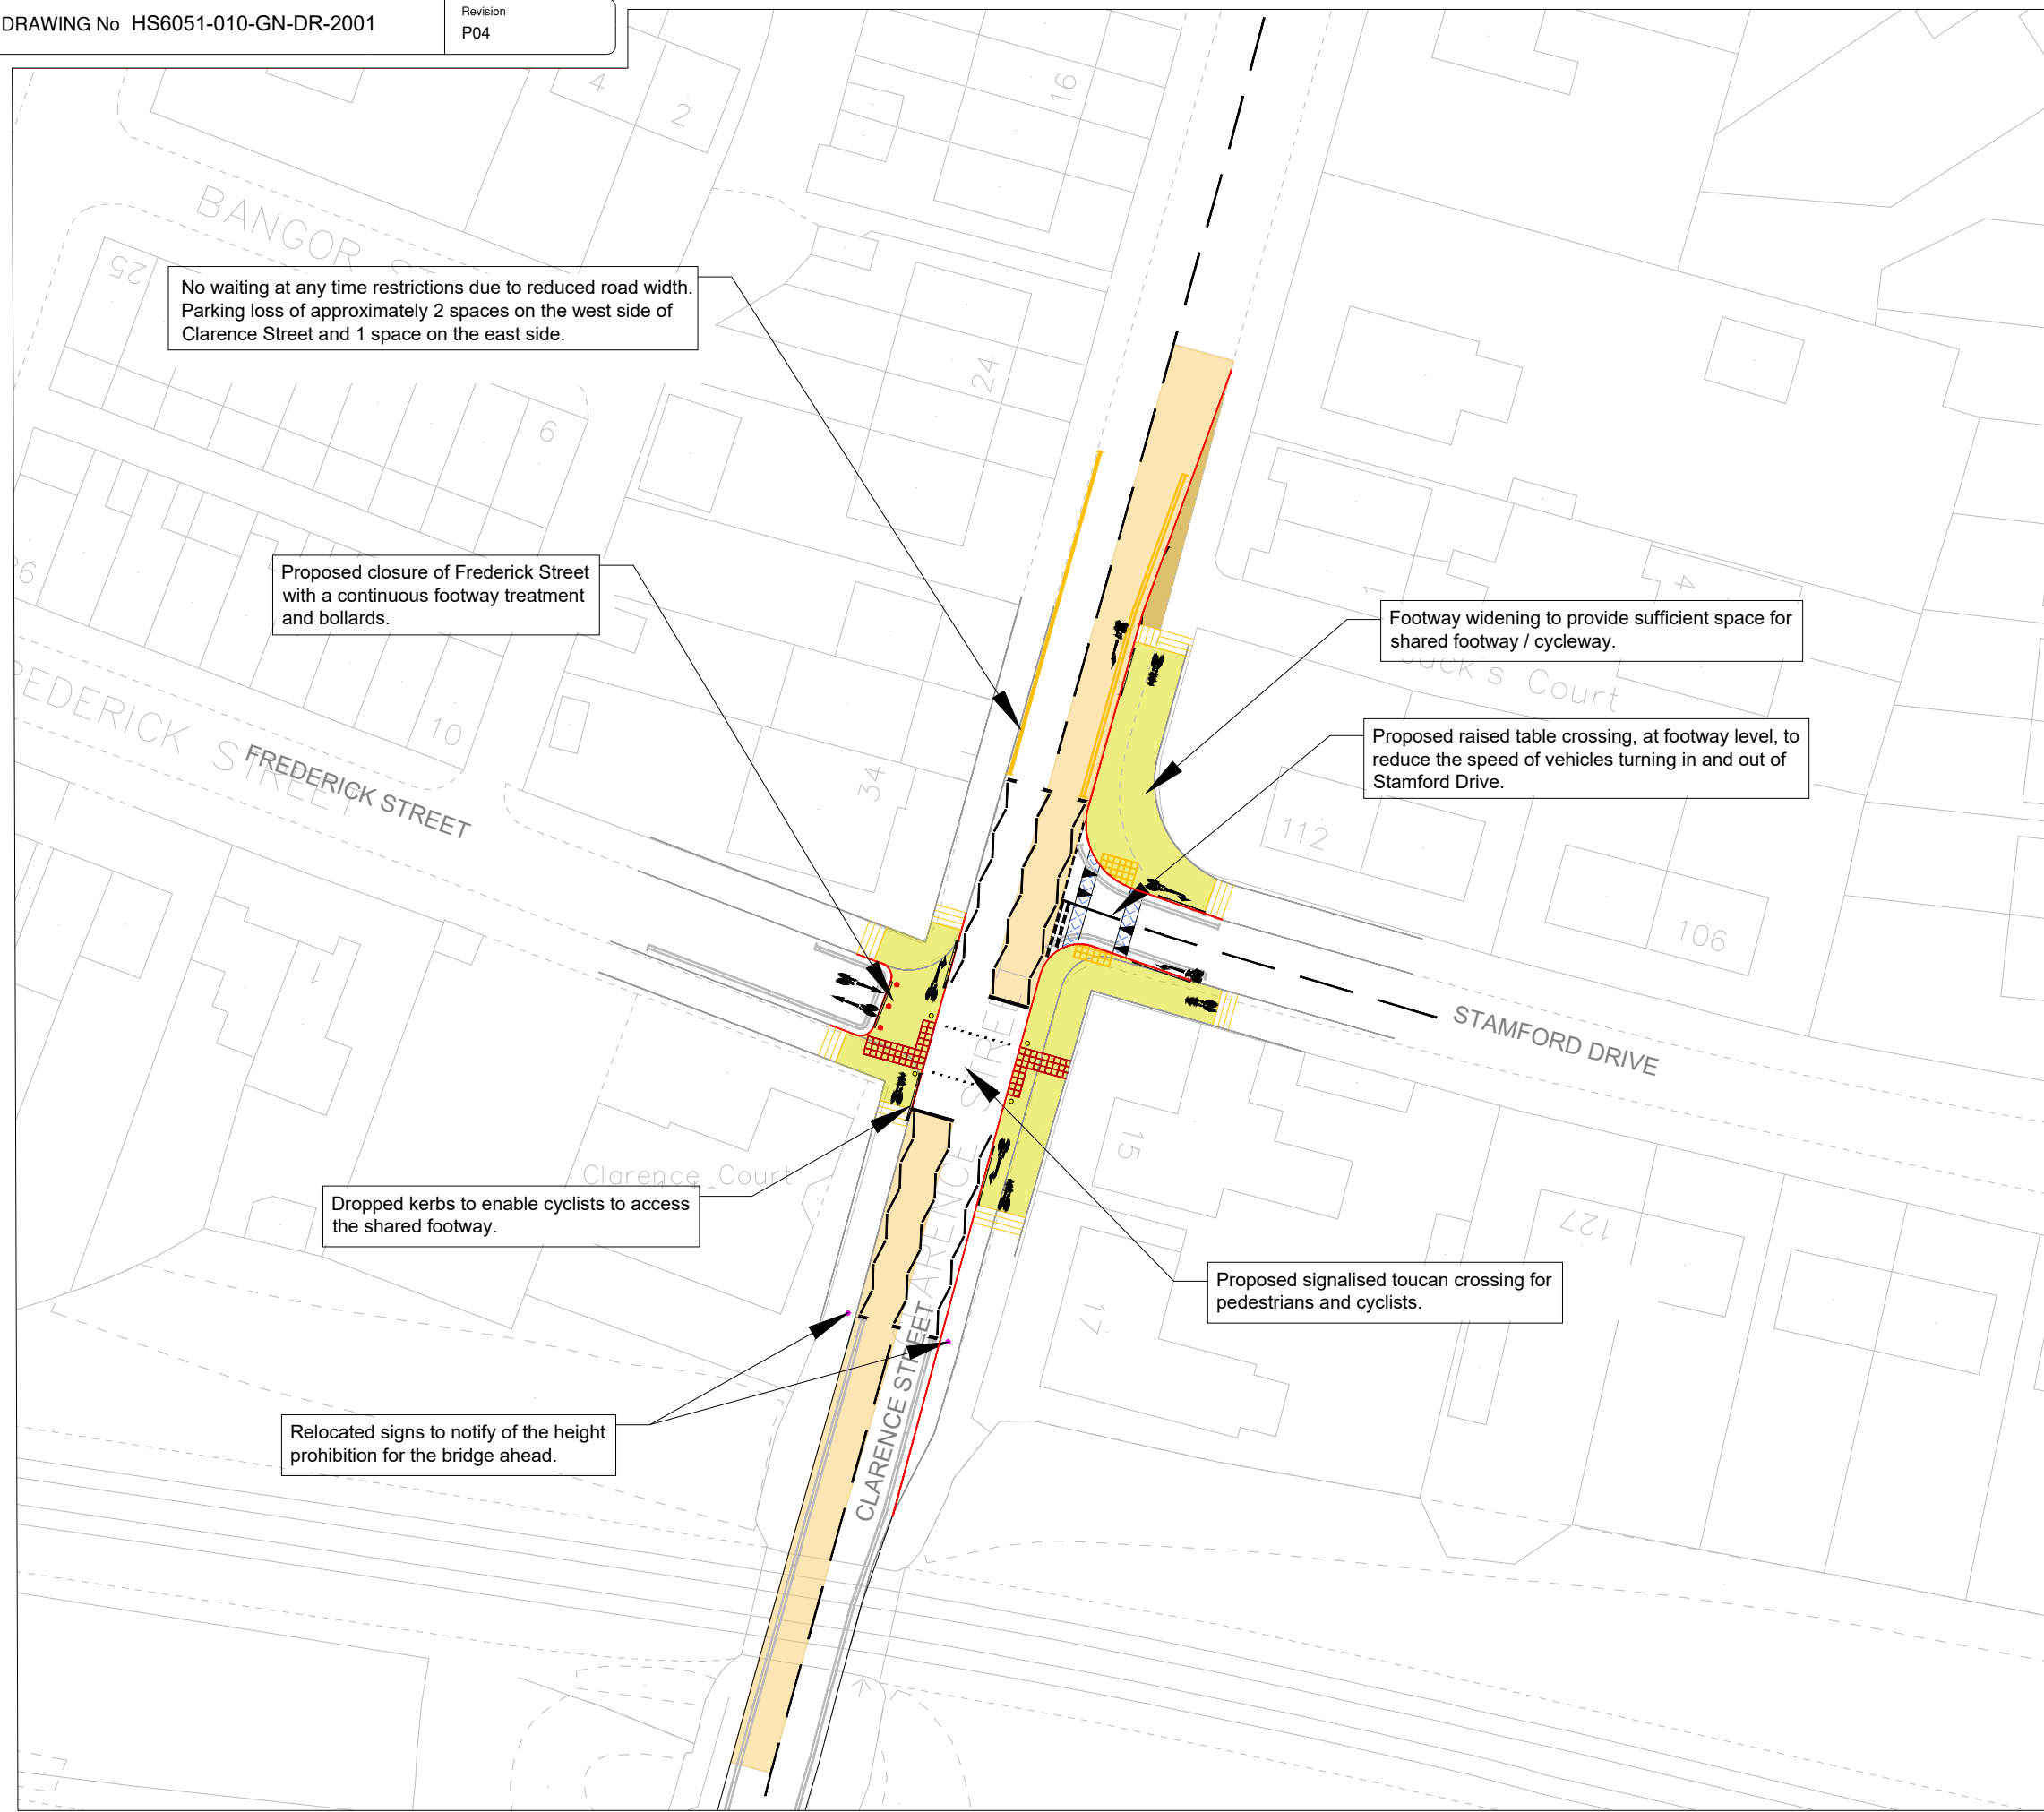 DRAWING No HS6051-010-GN-DR-2001
Revision
P04
4
2
16
BANGOR
25
No waiting at any time restrictions due to reduced road width.
Parking loss of approximately 2 spaces on the west side of
Clarence Street and 1 space on the east side.
24
6
Proposed closure of Frederick Street
with a continuous footway treatment
and bollards.
4
Footway widening to provide sufficient space for
shared footway / cycleway.
Court
10
FREDERICK STREET
34
Proposed raised table crossing, at footway level, to
reduce the speed of vehicles turning in and out of
Stamford Drive.
112
106
1
STAMFORD DRIVE
15
Clarence Court
Dropped kerbs to enable cyclists to access
the shared footway.
127
Proposed signalised toucan crossing for
pedestrians and cyclists.
17
CLARENCE STREET
Relocated signs to notify of the height
prohibition for the bridge ahead.